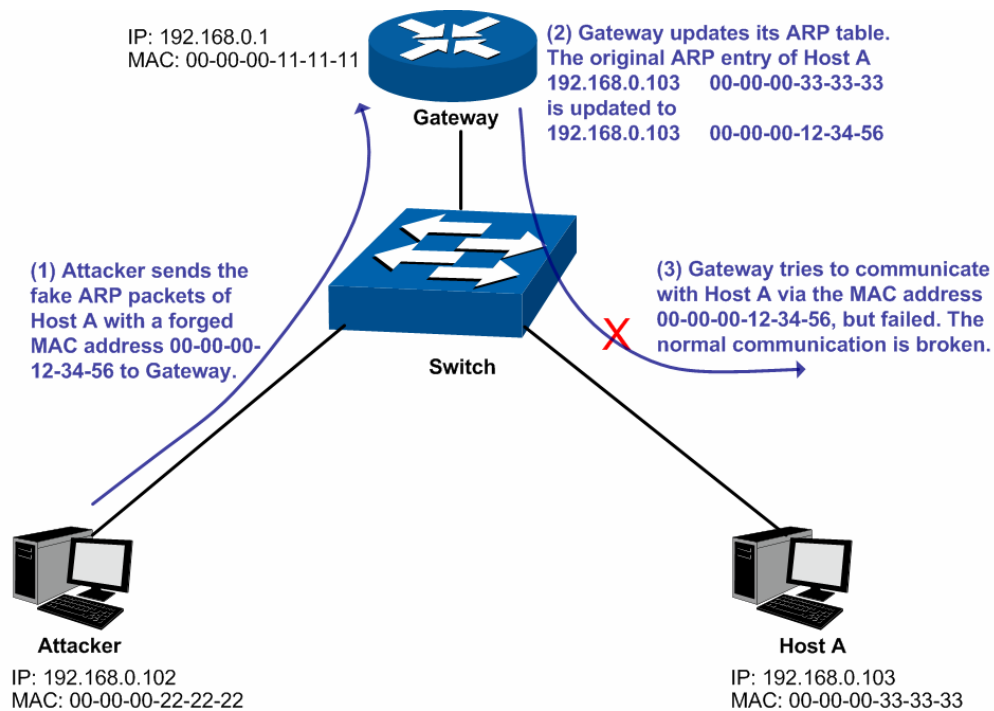 IP: 192.168.0.1
MAC: 00-00-00-11-11-11
Gateway
(2) Gateway updates its ARP table.
The original ARP entry of Host A
192.168.0.103 00-00-00-33-33-33
is updated to
192.168.0.103 00-00-00-12-34-56
(1) Attacker sends the
fake ARP packets of
Host A with a forged
MAC address 00-00-00-
12-34-56 to Gateway.
Switch
X
(3) Gateway tries to communicate
with Host A via the MAC address
00-00-00-12-34-56, but failed. The
normal communication is broken.
Attacker
IP: 192.168.0.102
MAC: 00-00-00-22-22-22
Host A
IP: 192.168.0.103
MAC: 00-00-00-33-33-33